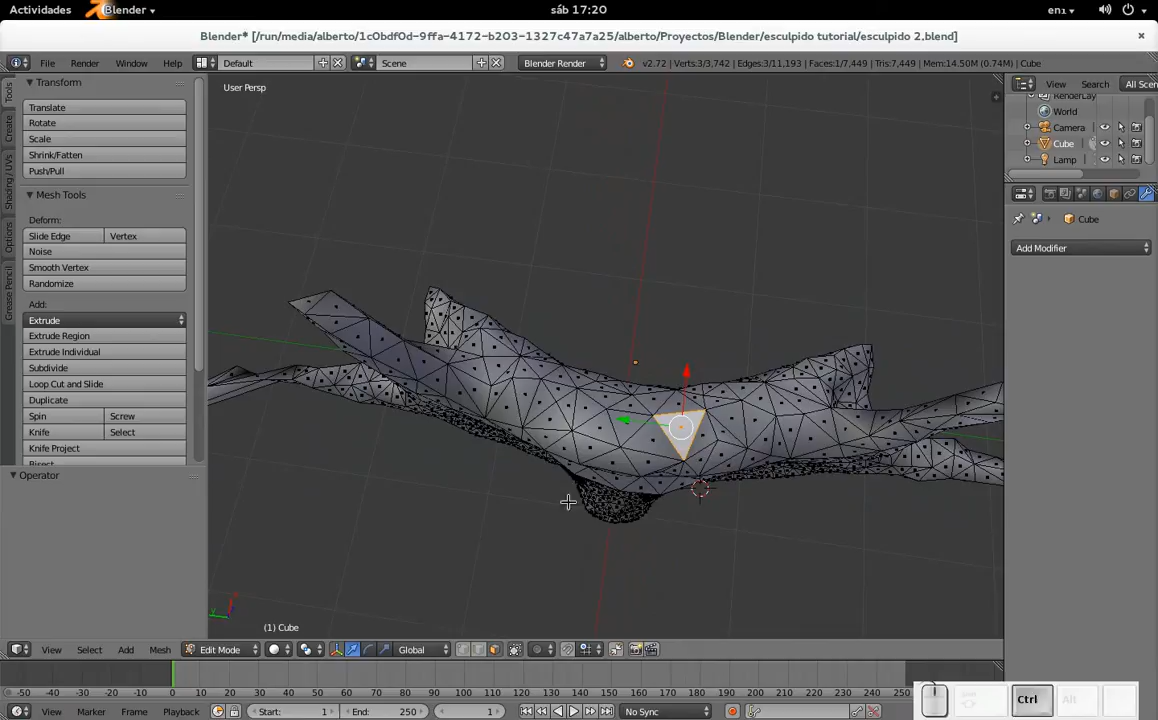 Actividades Blender sáb 17:20 en1
Blender* [/run/media/alberto/1c0bdf0d-9ffa-4172-b203-1327c47a7a25/alberto/Proyectos/Blender/esculpido tutorial/esculpido 2.blend]
File Render Window Help Default Scene Blender Render v2.72 | Verts:3/3,742 | Edges:3/11,193 | Faces:1/7,449 | Tris:7,449 | Mem:14.50M (0.74M) | Cube
Transform
Translate
Rotate
Scale
Shrink/Fatten
Push/Pull
Mesh Tools
Deform:
Slide Edge Vertex
Noise
Smooth Vertex
Randomize
Add:
Extrude
Extrude Region
Extrude Individual
Subdivide
Loop Cut and Slide
Duplicate
Spin Screw
Knife Select
Knife Project
Bisect
Operator
Tools
Create
Shading / UVs
Options
Grease Pencil
User Persp
(1) Cube
View Search All Scen
RenderLay
World
Camera
Cube
Lamp
Cube
Add Modifier
View Select Add Mesh Edit Mode Global
-50 -40 -30 -20 -10 0 10 20 30 40 50 60 70 80 90 100 110 120 130 140 150 160 170 180 190 200 210 220 230 240 250
View Marker Frame Playback Start: 1 End: 250 1 No Sync
Ctrl Alt